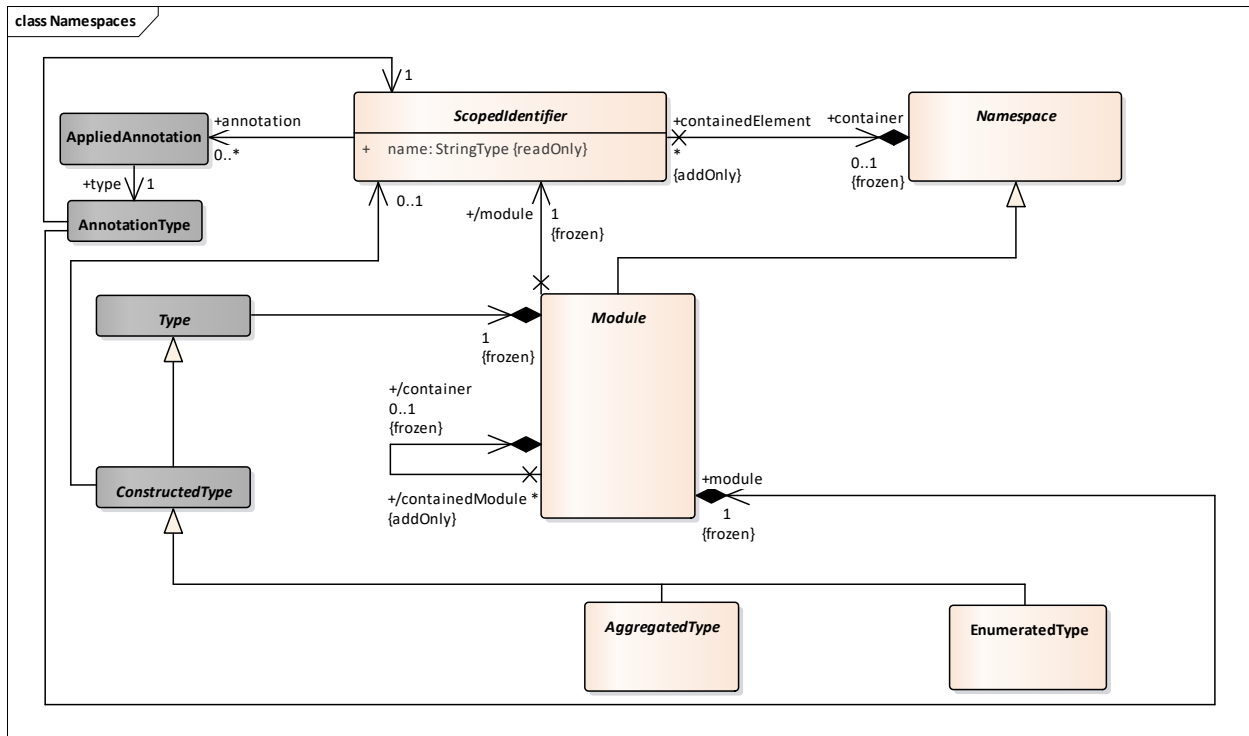 class Namespaces
1
ScopedIdentifier
+ name: StringType {readOnly}
AppliedAnnotation
+annotation
0..*
+type
1
AnnotationType
+containedElement
*
{addOnly}
+container
0..1
{frozen}
Namespace
0..1
+/module
1
{frozen}
Type
1
{frozen}
Module
+/container
0..1
{frozen}
+/containedModule *
{addOnly}
ConstructedType
+module
1
{frozen}
AggregatedType
EnumeratedType